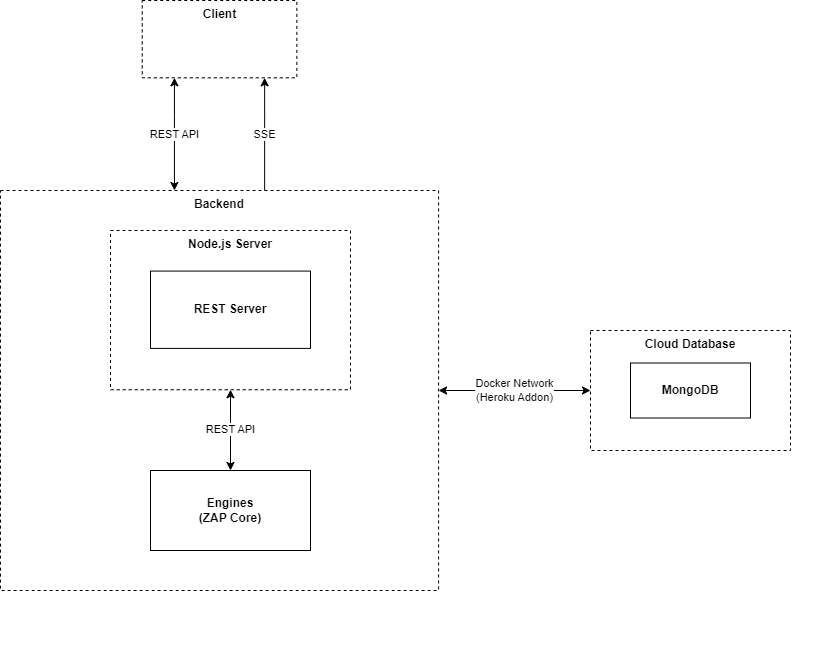 Client
REST API
SSE
Backend
Node.js Server
REST Server
Cloud Database
Docker Network
(Heroku Addon)
MongoDB
REST API
Engines
(ZAP Core)